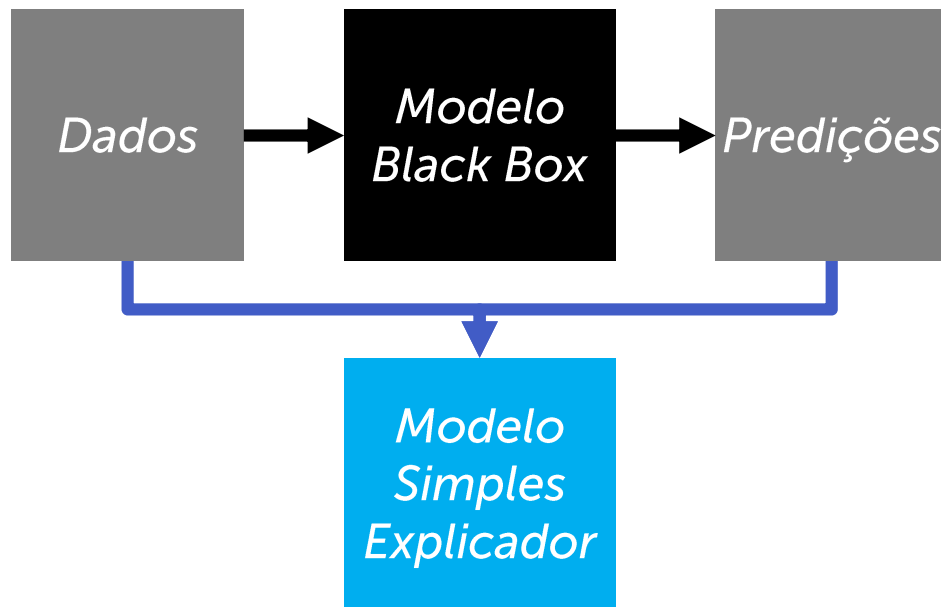 Dados
Modelo
Black Box
Predições
Modelo
Simples
Explicador